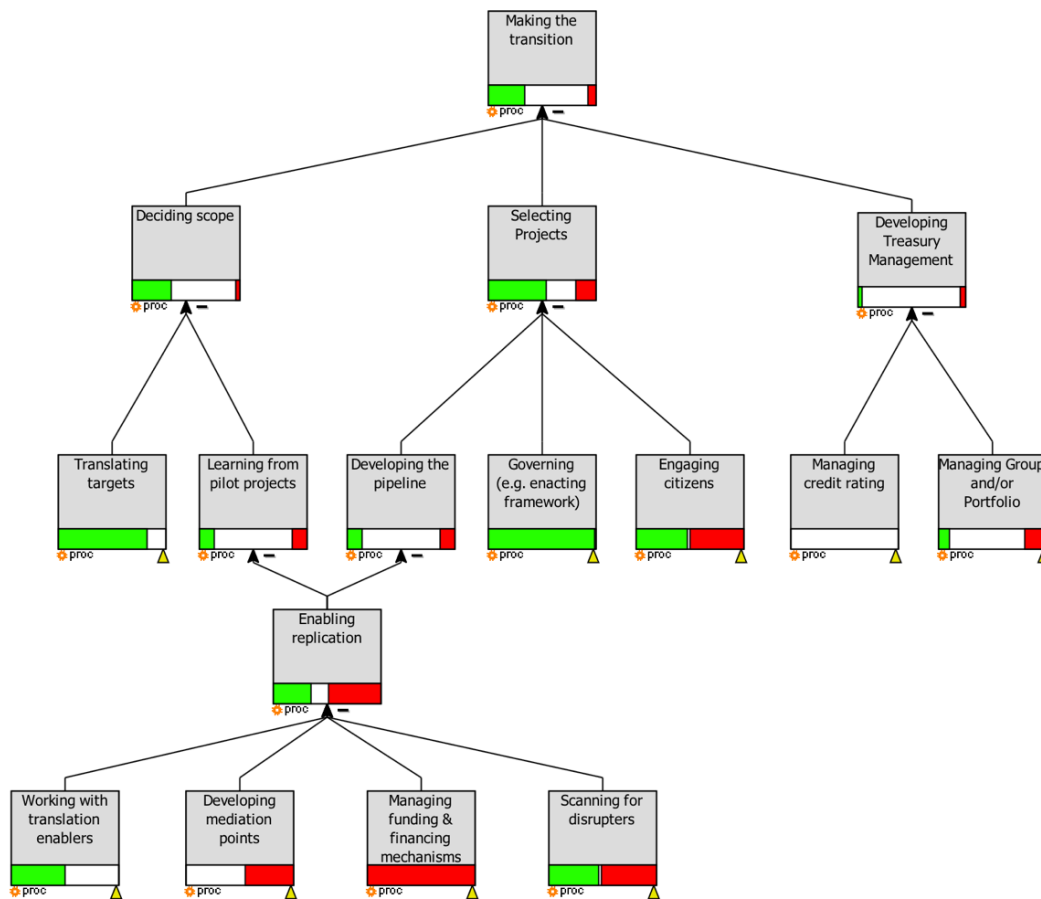 Making the
transition
proc
Deciding scope
proc
Selecting
Projects
proc
Developing
Treasury
Management
proc
Translating
targets
proc
Learning from
pilot projects
proc
Developing the
pipeline
proc
Governing
(e.g. enacting
framework)
proc
Engaging
citizens
proc
Managing
credit rating
proc
Managing Group
and/or
Portfolio
proc
Enabling
replication
proc
Working with
translation
enablers
proc
Developing
mediation
points
proc
Managing
funding &
financing
mechanisms
proc
Scanning for
disrupters
proc